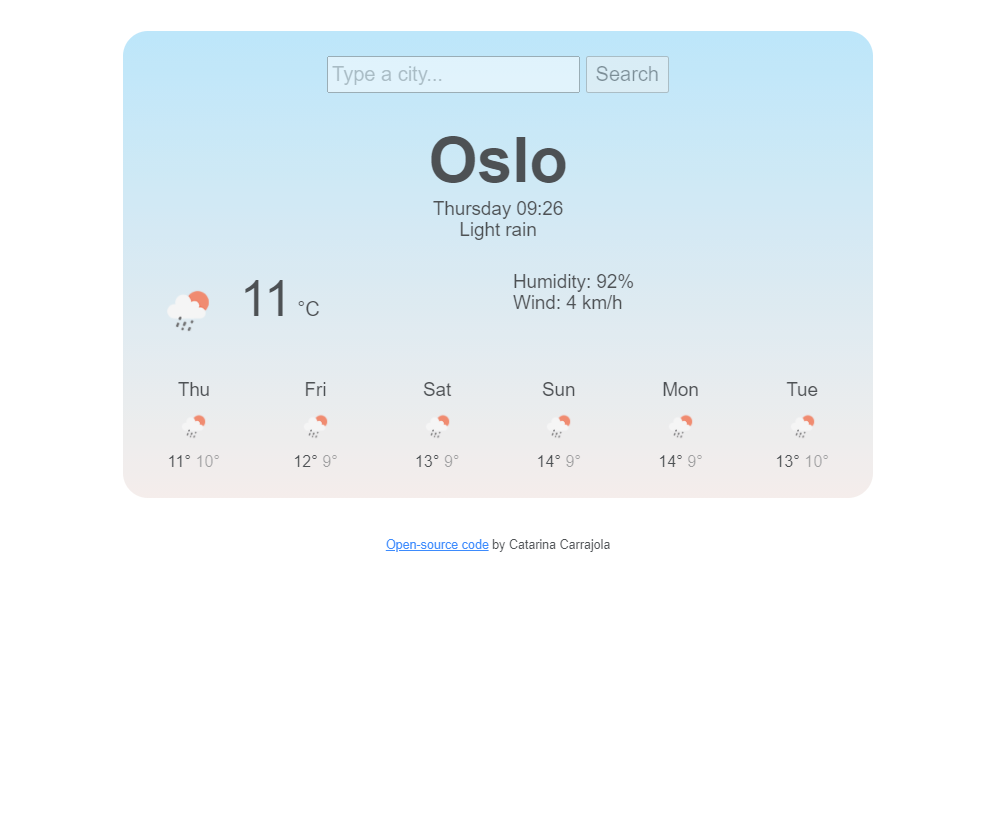 Type a city... Search
Oslo
Thursday 09:26
Light rain
11 °C
Humidity: 92%
Wind: 4 km/h
Thu Fri Sat Sun Mon Tue
11° 10° 12° 9° 13° 9° 14° 9° 14° 9° 13° 10°
Open-source code by Catarina Carrajola